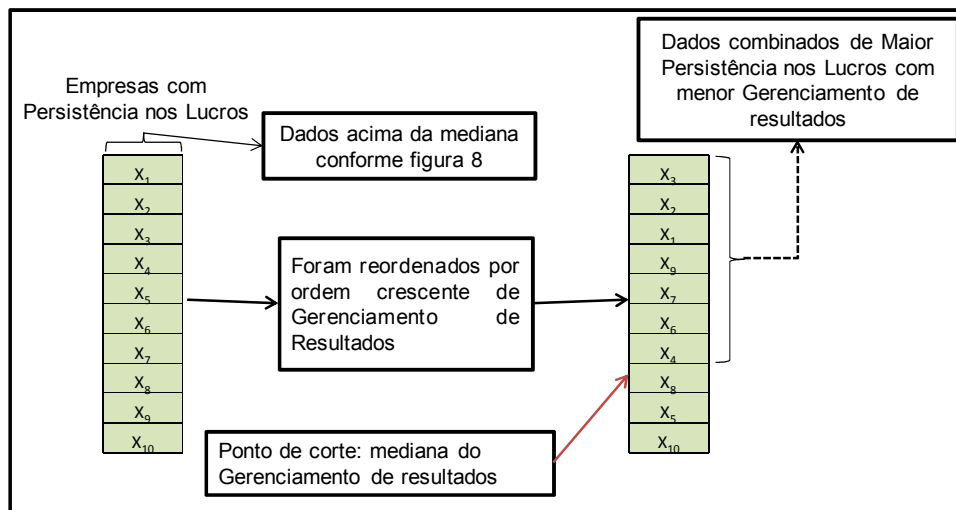 Empresas com
Persistência nos Lucros
Dados acima da mediana
conforme figura 8
Dados combinados de Maior
Persistência nos Lucros com
menor Gerenciamento de
resultados
X₁
X₂
X₃
X₄
X₅
X₆
X₇
X₈
X₉
X₁₀
Foram reordenados por
ordem crescente de
Gerenciamento de
Resultados
Ponto de corte: mediana do
Gerenciamento de resultados
X₃
X₂
X₁
X₉
X₇
X₆
X₄
X₈
X₅
X₁₀